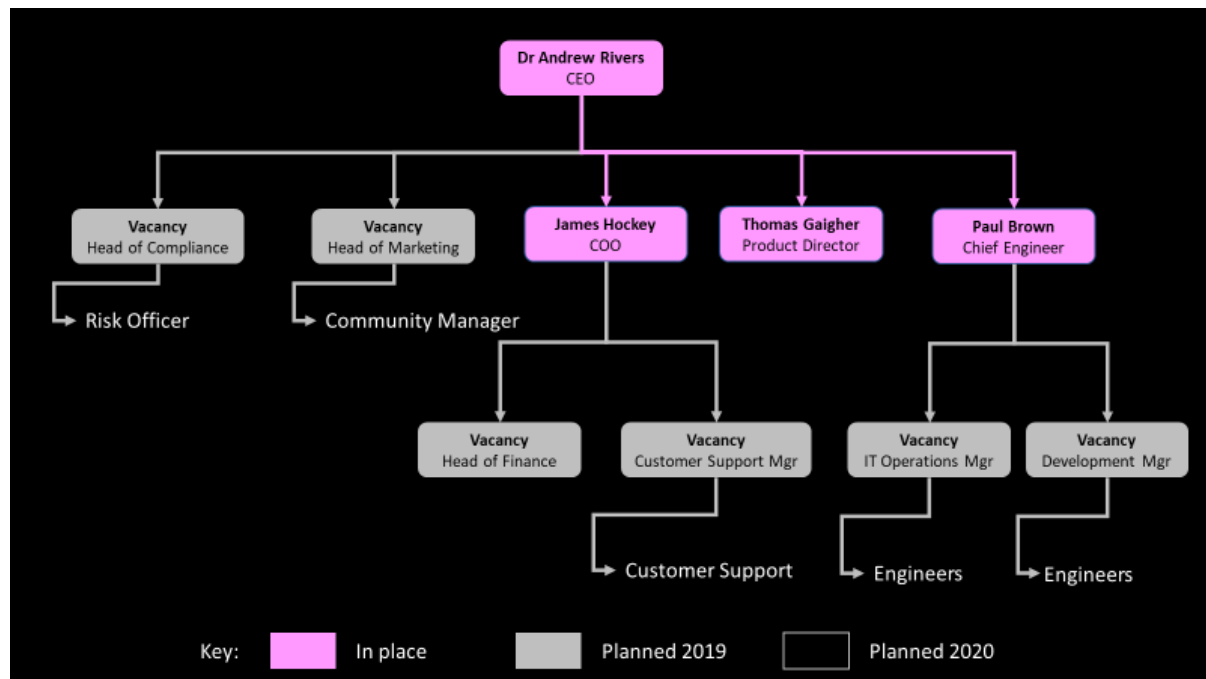 Dr Andrew Rivers
CEO
Vacancy
Head of Compliance
Vacancy
Head of Marketing
James Hockey
COO
Thomas Gaigher
Product Director
Paul Brown
Chief Engineer
Risk Officer
Community Manager
Vacancy
Head of Finance
Vacancy
Customer Support Mgr
Vacancy
IT Operations Mgr
Vacancy
Development Mgr
Customer Support
Engineers
Engineers
Key:
In place
Planned 2019
Planned 2020